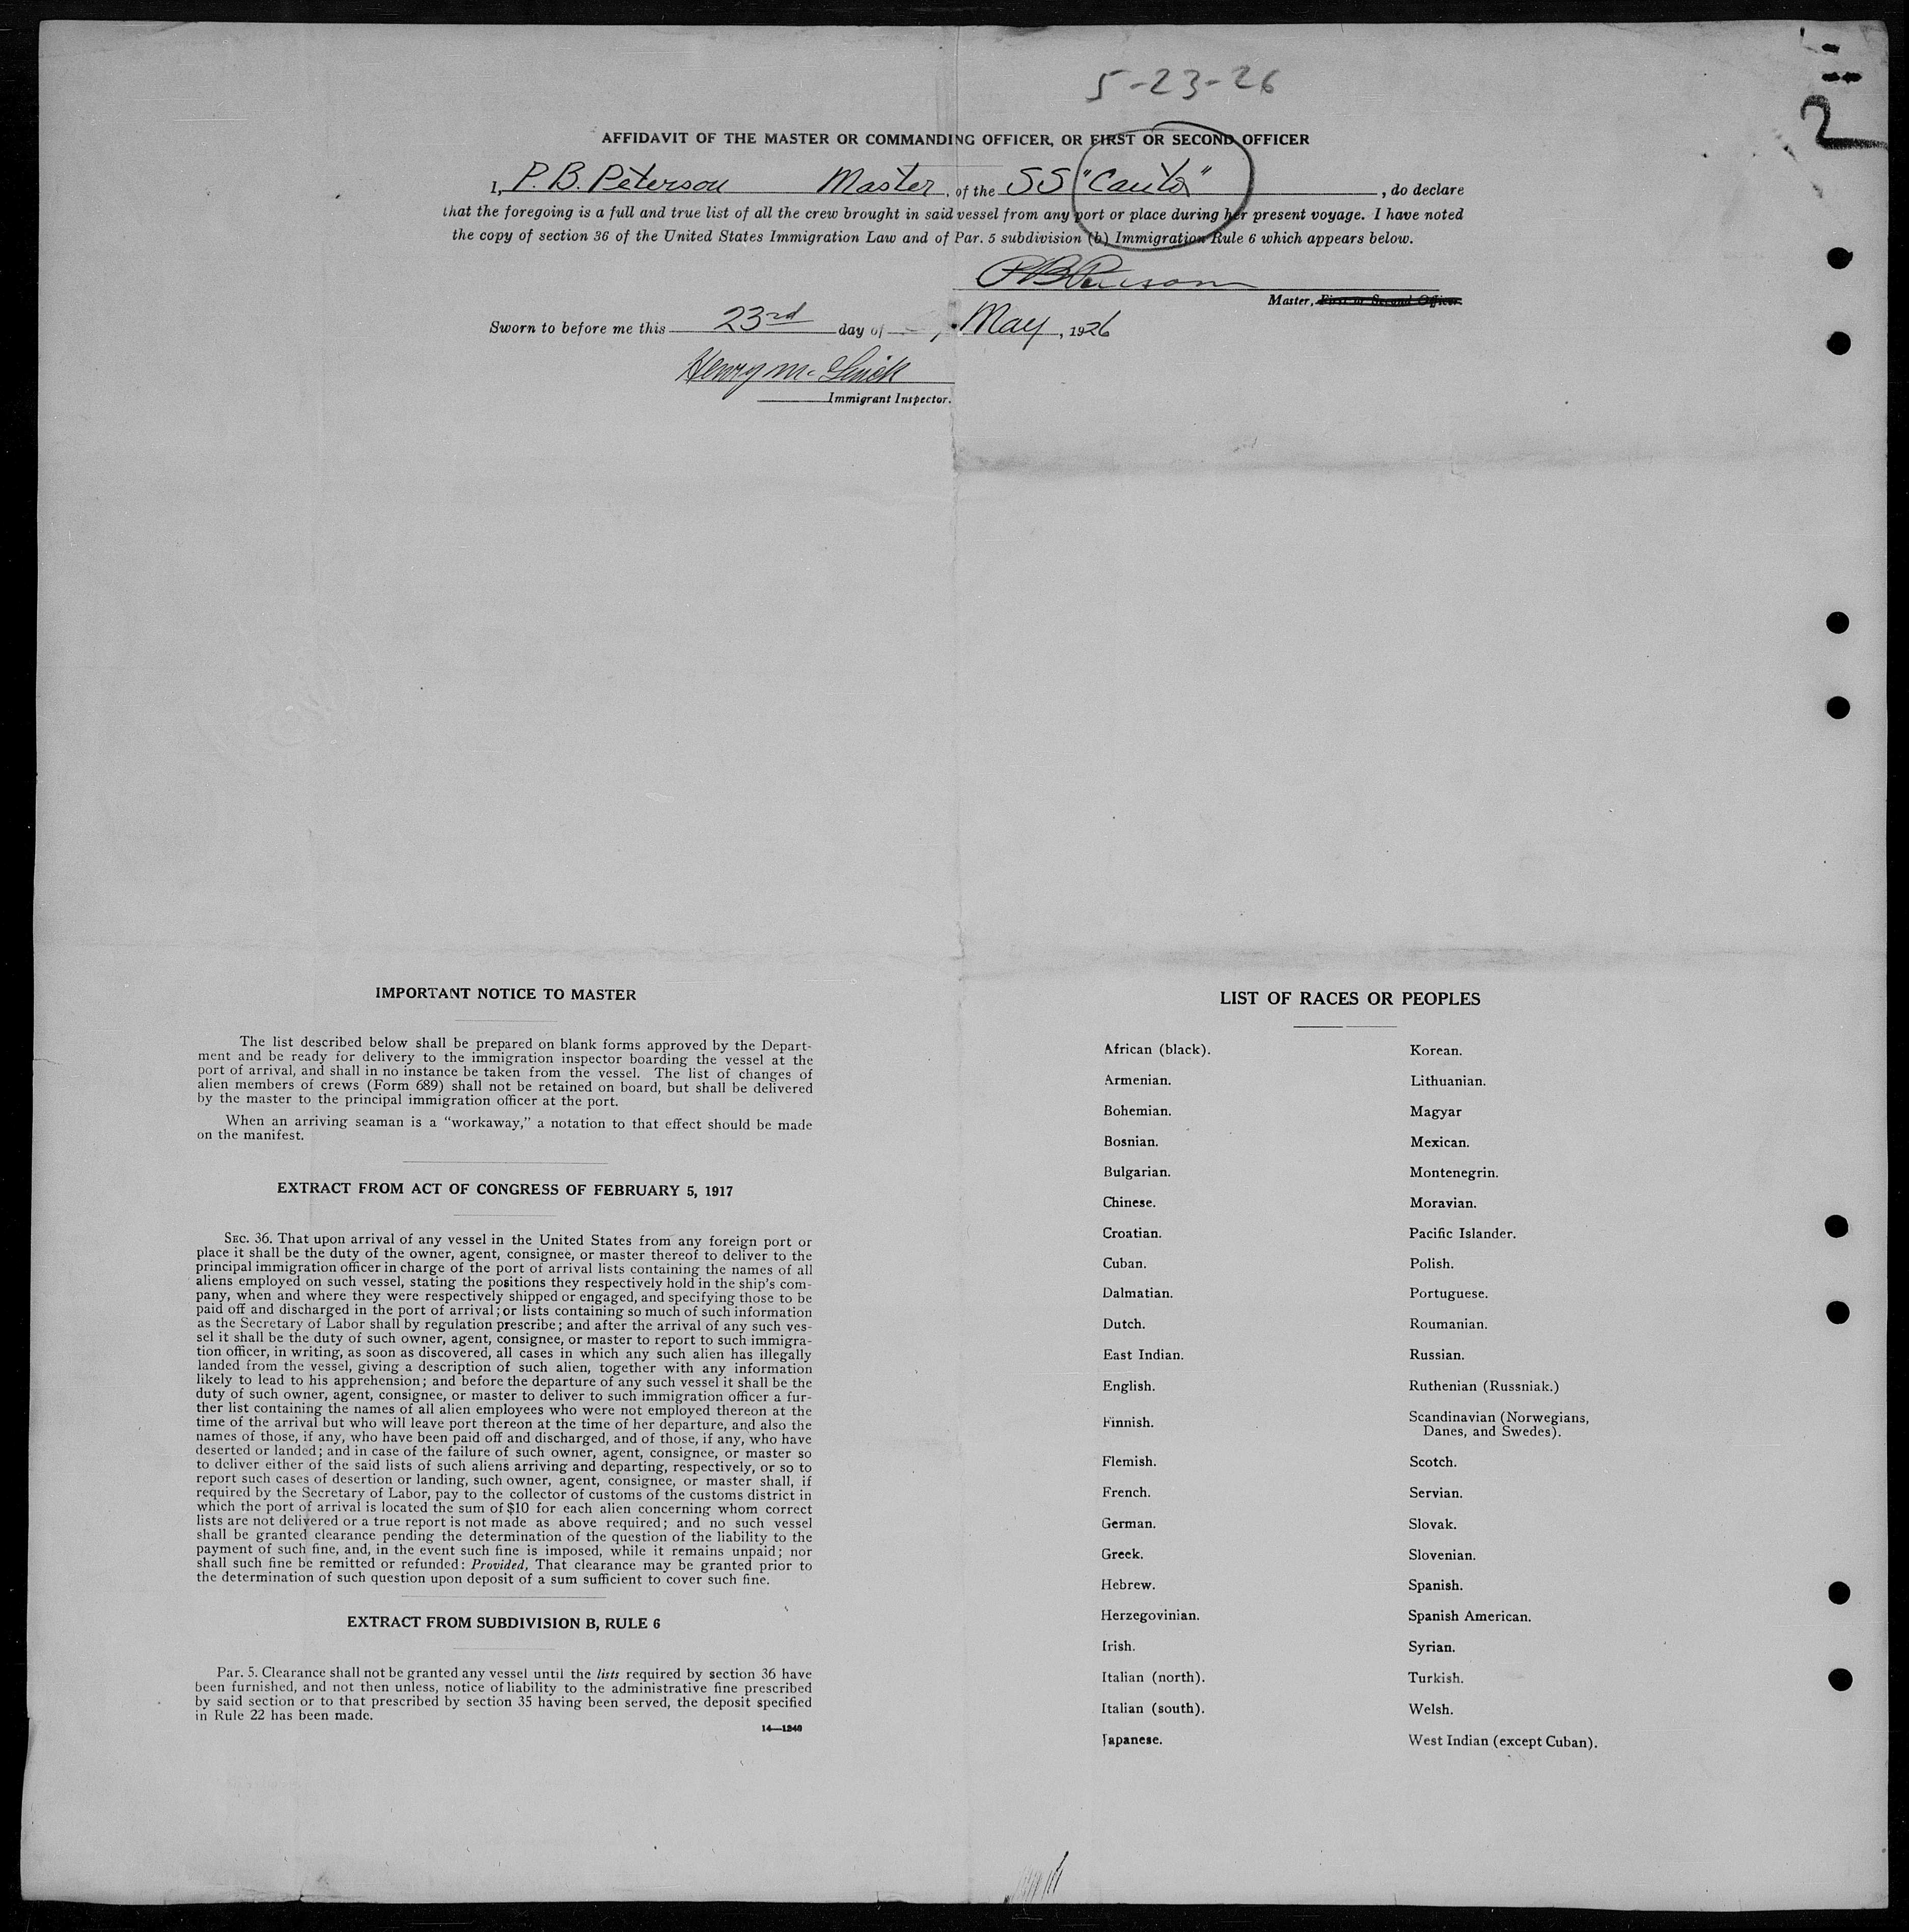 5-23-26
2
AFFIDAVIT OF THE MASTER OR COMMANDING OFFICER, OR FIRST OR SECOND OFFICER
I, P. B. Peterson Master, of the SS "Cauto", do declare
that the foregoing is a full and true list of all the crew brought in said vessel from any port or place during her present voyage. I have noted
the copy of section 36 of the United States Immigration Law and of Par. 5 subdivision (b) Immigration Rule 6 which appears below.
Master, First or Second Officer.
Sworn to before me this 23rd day of May, 1926
Henry M.
Immigrant Inspector.
IMPORTANT NOTICE TO MASTER
The list described below shall be prepared on blank forms approved by the Depart-
ment and be ready for delivery to the immigration inspector boarding the vessel at the
port of arrival, and shall in no instance be taken from the vessel. The list of changes of
alien members of crews (Form 689) shall not be retained on board, but shall be delivered
by the master to the principal immigration officer at the port.
When an arriving seaman is a "workaway," a notation to that effect should be made
on the manifest.
EXTRACT FROM ACT OF CONGRESS OF FEBRUARY 5, 1917
SEC. 36. That upon arrival of any vessel in the United States from any foreign port or
place it shall be the duty of the owner, agent, consignee, or master thereof to deliver to the
principal immigration officer in charge of the port of arrival lists containing the names of all
aliens employed on such vessel, stating the positions they respectively hold in the ship's com-
pany, when and where they were respectively shipped or engaged, and specifying those to be
paid off and discharged in the port of arrival; or lists containing so much of such information
as the Secretary of Labor shall by regulation prescribe; and after the arrival of any such ves-
sel it shall be the duty of such owner, agent, consignee, or master to report to such immigra-
tion officer, in writing, as soon as discovered, all cases in which any such alien has illegally
landed from the vessel, giving a description of such alien, together with any information
likely to lead to his apprehension; and before the departure of any such vessel it shall be the
duty of such owner, agent, consignee, or master to deliver to such immigration officer a fur-
ther list containing the names of all alien employees who were not employed thereon at the
time of the arrival but who will leave port thereon at the time of her departure, and also the
names of those, if any, who have been paid off and discharged, and of those, if any, who have
deserted or landed; and in case of the failure of such owner, agent, consignee, or master so
to deliver either of the said lists of such aliens arriving and departing, respectively, or so to
report such cases of desertion or landing, such owner, agent, consignee, or master shall, if
required by the Secretary of Labor, pay to the collector of customs of the customs district in
which the port of arrival is located the sum of $10 for each alien concerning whom correct
lists are not delivered or a true report is not made as above required; and no such vessel
shall be granted clearance pending the determination of the question of the liability to the
payment of such fine, and, in the event such fine is imposed, while it remains unpaid; nor
shall such fine be remitted or refunded: Provided, That clearance may be granted prior to
the determination of such question upon deposit of a sum sufficient to cover such fine.
EXTRACT FROM SUBDIVISION B, RULE 6
Par. 5. Clearance shall not be granted any vessel until the lists required by section 36 have
been furnished, and not then unless, notice of liability to the administrative fine prescribed
by said section or to that prescribed by section 35 having been served, the deposit specified
in Rule 22 has been made.
14—1240
LIST OF RACES OR PEOPLES
African (black).
Armenian.
Bohemian.
Bosnian.
Bulgarian.
Chinese.
Croatian.
Cuban.
Dalmatian.
Dutch.
East Indian.
English.
Finnish.
Flemish.
French.
German.
Greek.
Hebrew.
Herzegovinian.
Irish.
Italian (north).
Italian (south).
Japanese.
Korean.
Lithuanian.
Magyar
Mexican.
Montenegrin.
Moravian.
Pacific Islander.
Polish.
Portuguese.
Roumanian.
Russian.
Ruthenian (Russniak.)
Scandinavian (Norwegians,
Danes, and Swedes).
Scotch.
Servian.
Slovak.
Slovenian.
Spanish.
Spanish American.
Syrian.
Turkish.
Welsh.
West Indian (except Cuban).